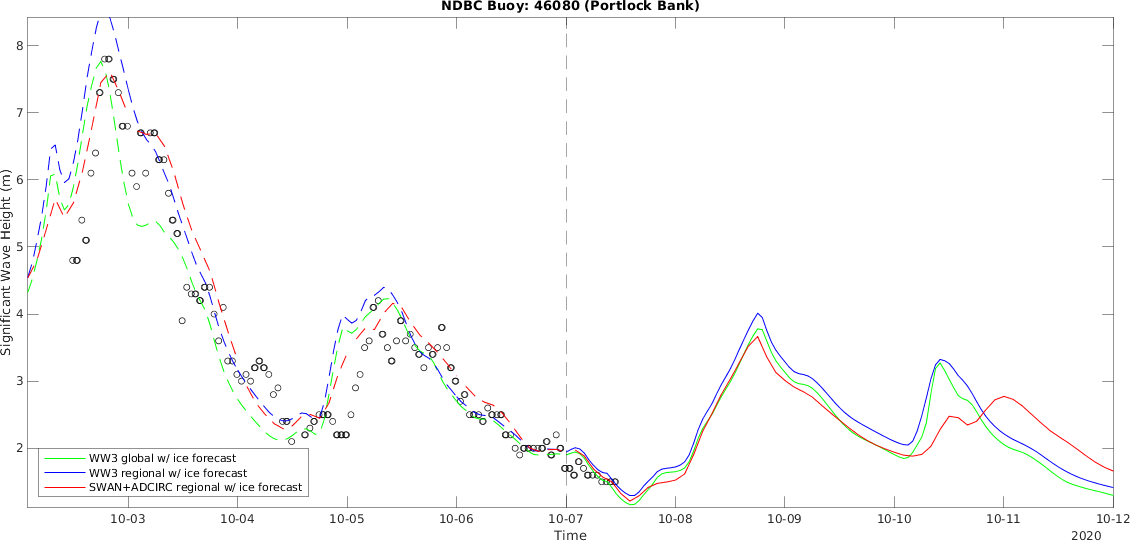 NDBC Buoy: 46080 (Portlock Bank)
Significant Wave Height (m)
8
7
6
5
4
3
2
WW3 global w/ ice forecast
WW3 regional w/ ice forecast
SWAN+ADCIRC regional w/ ice forecast
10-03 10-04 10-05 10-06 10-07 10-08 10-09 10-10 10-11 10-12
Time
2020